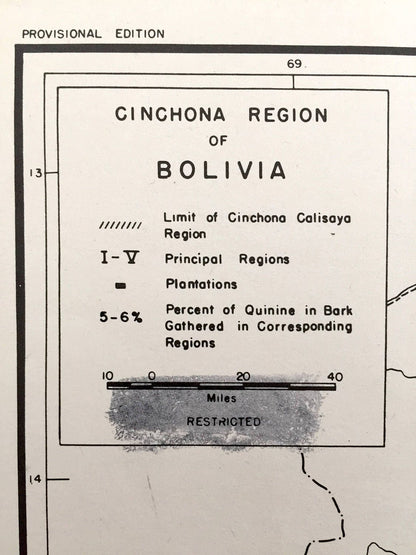 PROVISIONAL EDITION
69.
CINCHONA REGION
OF
BOLIVIA
13
Limit of Cinchona Calisaya
Region
I-V Principal Regions
Plantations
5-6% Percent of Quinine in Bark
Gathered in Corresponding
Regions
10 0 20 40
Miles
RESTRICTED
14